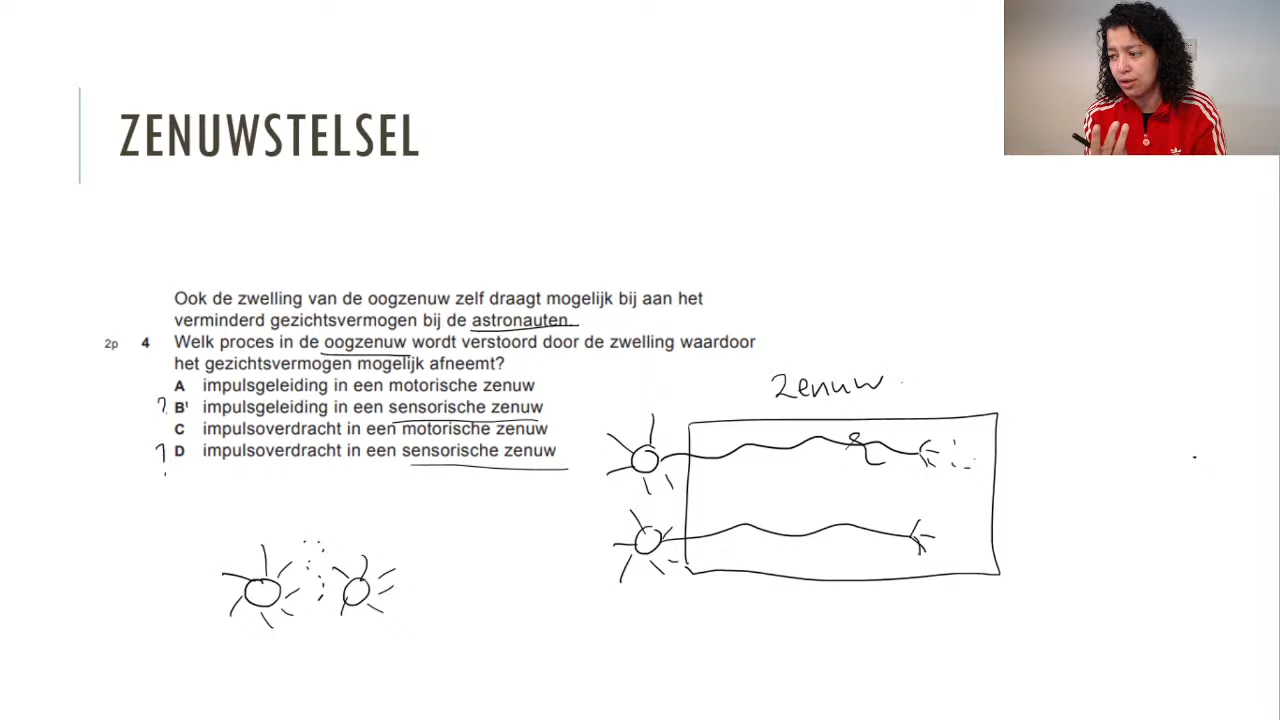 ZENUWSTELSEL
Ook de zwelling van de oogzenuw zelf draagt mogelijk bij aan het
verminderd gezichtsvermogen bij de astronauten.
2p 4 Welk proces in de oogzenuw wordt verstoord door de zwelling waardoor
het gezichtsvermogen mogelijk afneemt?
A impulsgeleiding in een motorische zenuw
? B impulsgeleiding in een sensorische zenuw
C impulsoverdracht in een motorische zenuw
? D impulsoverdracht in een sensorische zenuw
Zenuw